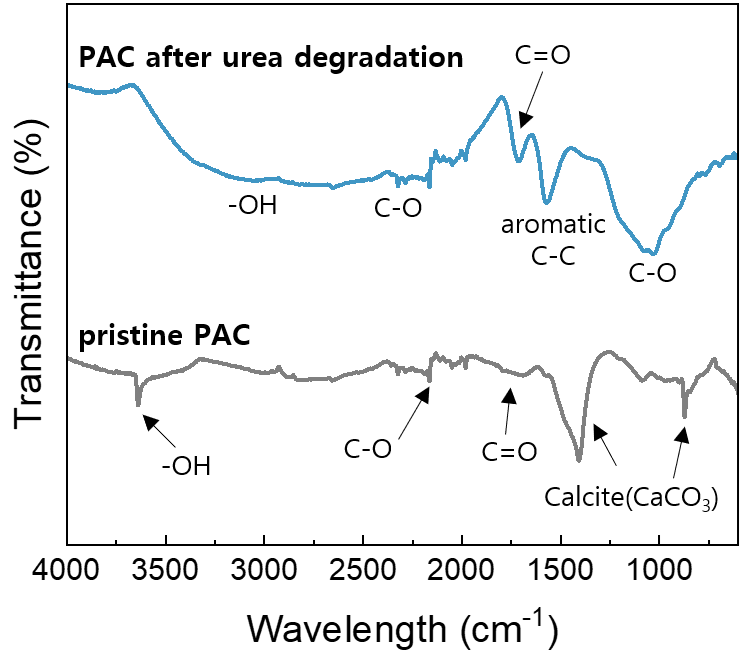 PAC after urea degradation
C=O
-OH
C-O
aromatic
C-C
C-O
pristine PAC
-OH
C-O
C=O
Calcite(CaCO₃)
Transmittance (%)
4000 3500 3000 2500 2000 1500 1000
Wavelength (cm⁻¹)